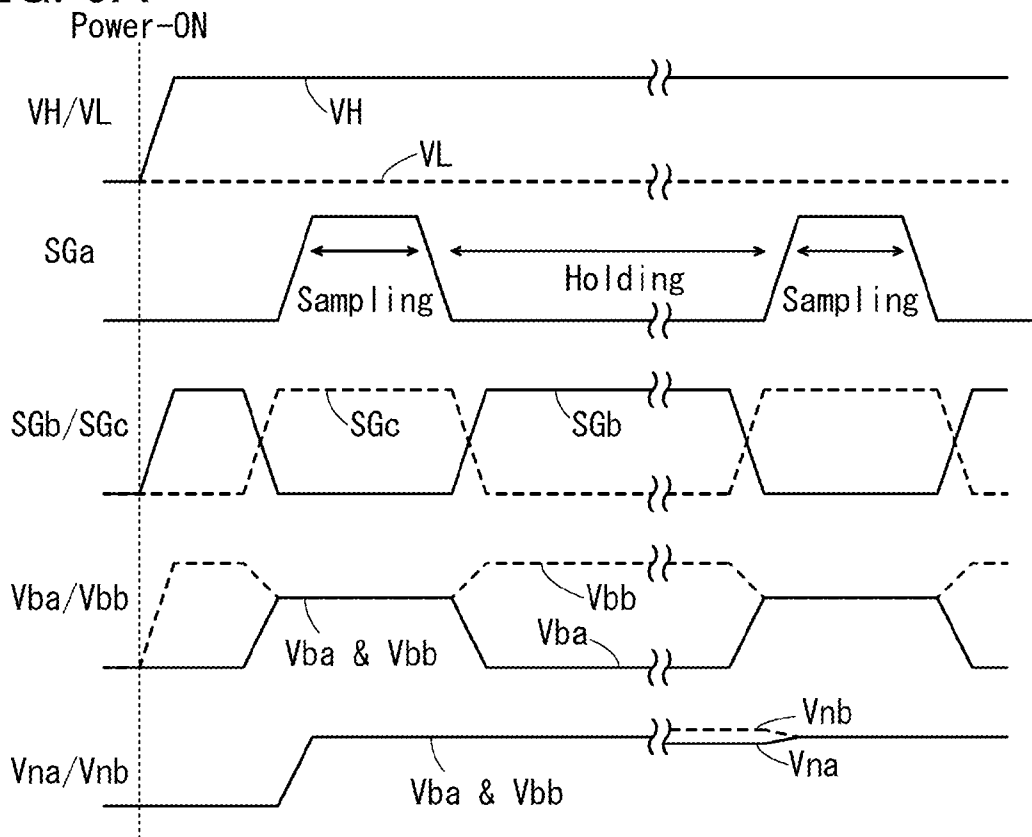 Power-ON
VH/VL
VH
VL
SGa
Sampling
Holding
Sampling
SGb/SGc
SGc
SGb
Vba/Vbb
Vba & Vbb
Vba
Vbb
Vna/Vnb
Vba & Vbb
Vnb
Vna